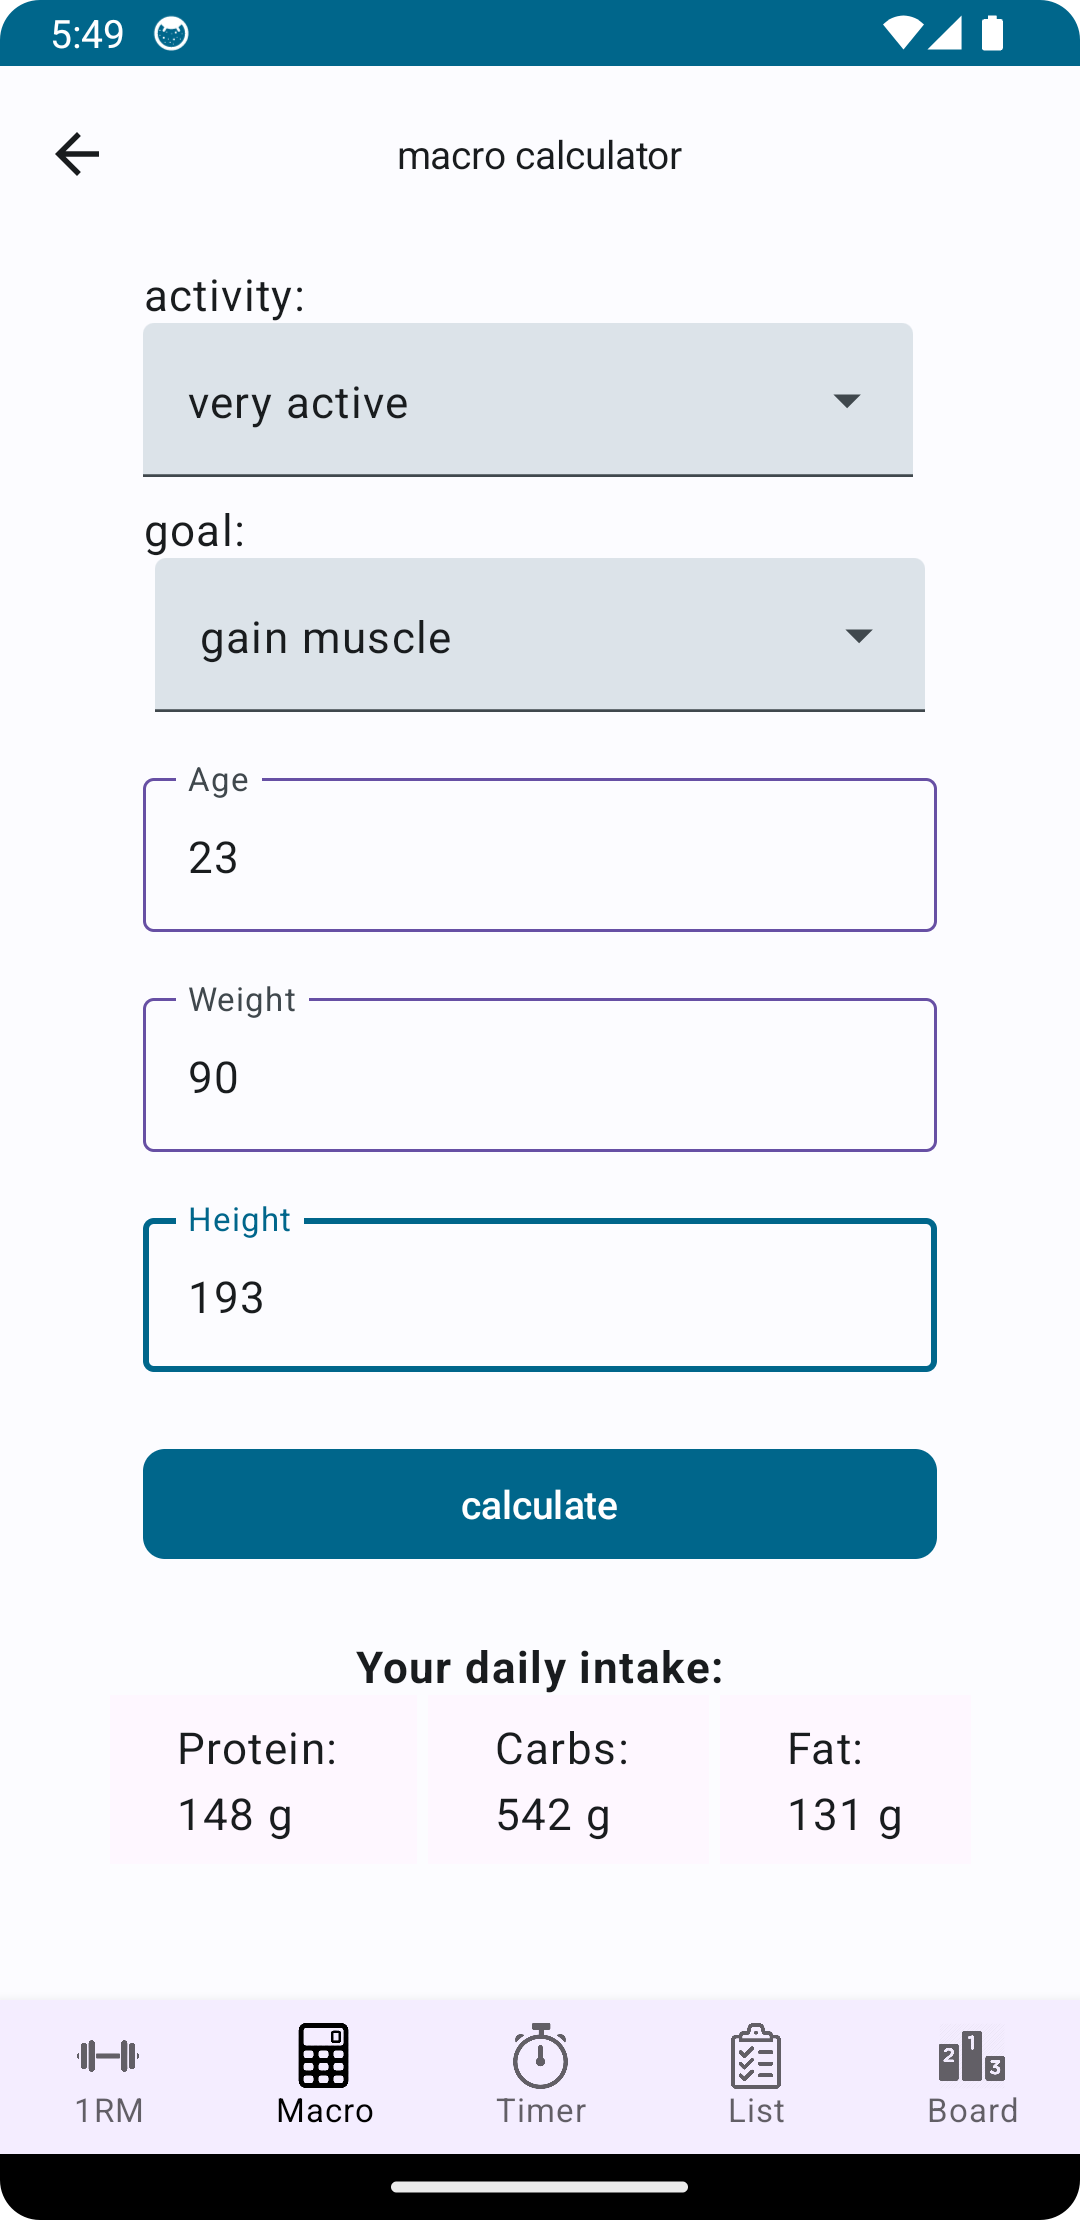 5:49
macro calculator
activity:
very active
goal:
gain muscle
Age
23
Weight
90
Height
193
calculate
Your daily intake:
Protein: Carbs: Fat:
148 g 542 g 131 g
1RM Macro Timer List Board